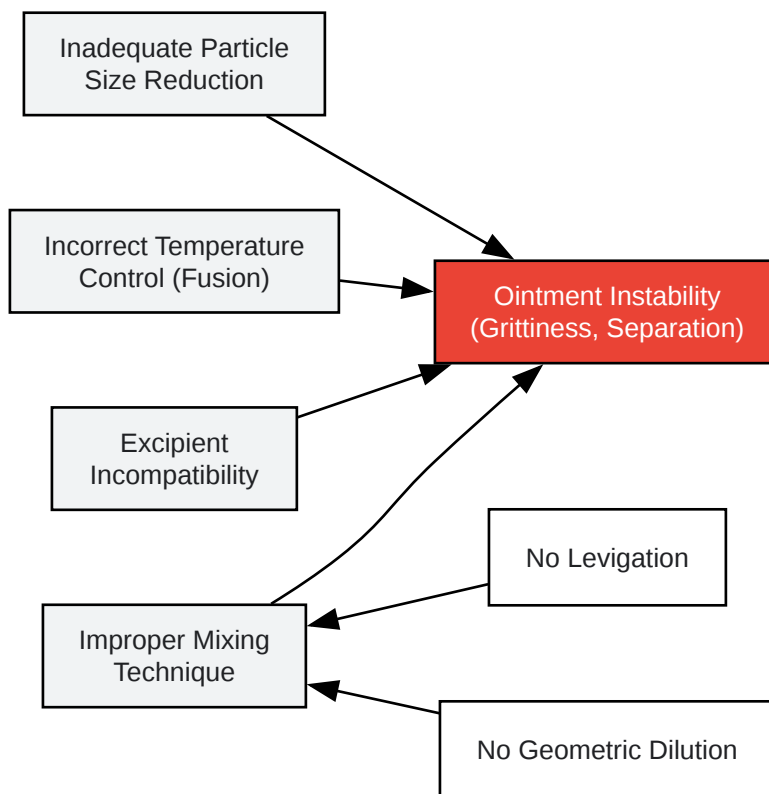 Inadequate Particle
Size Reduction
Incorrect Temperature
Control (Fusion)
Ointment Instability
(Grittiness, Separation)
Excipient
Incompatibility
No Levigation
Improper Mixing
Technique
No Geometric Dilution